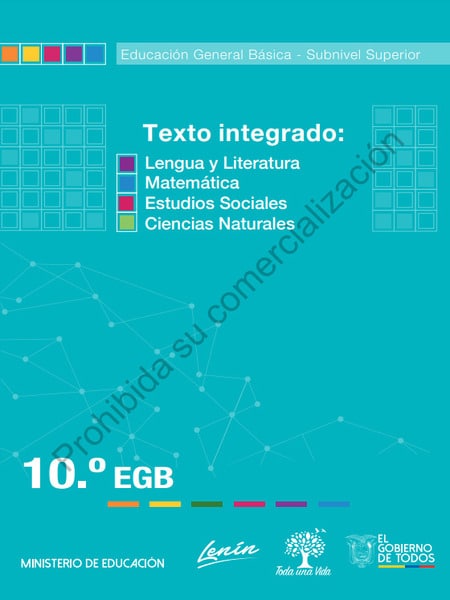 Educación General Básica - Subnivel Superior
Texto integrado:
Lengua y Literatura
Matemática
Estudios Sociales
Ciencias Naturales
Prohibida su comercialización
10.º EGB
MINISTERIO DE EDUCACIÓN
Lenín
Toda una Vida
EL
GOBIERNO
DE TODOS